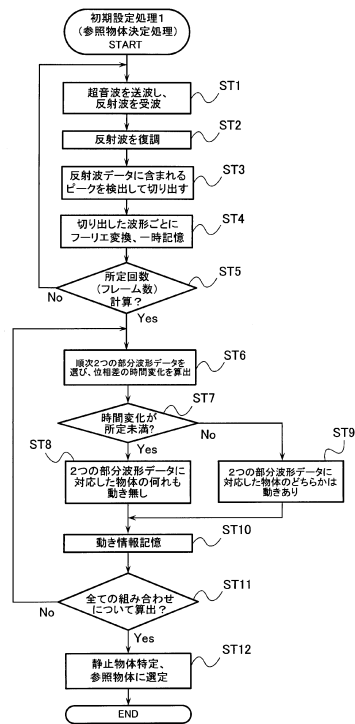 初期設定処理1
（参照物体決定処理）
START
超音波を送波し、
反射波を受波
ST1
反射波を復調
ST2
反射波データに含まれる
ピークを検出して切り出す
ST3
切り出した波形ごとに
フーリエ変換、一時記憶
ST4
所定回数
（フレーム数）
計算？
ST5
No
Yes
順次2つの部分波形データを
選び、位相差の時間変化を算出
ST6
時間変化が
所定未満?
ST7
No
Yes
ST8
2つの部分波形データに
対応した物体の何れも
動き無し
ST9
2つの部分波形データに
対応した物体のどちらかは
動きあり
動き情報記憶
ST10
全ての組み合わせ
について算出？
ST11
No
Yes
静止物体特定、
参照物体に選定
ST12
END